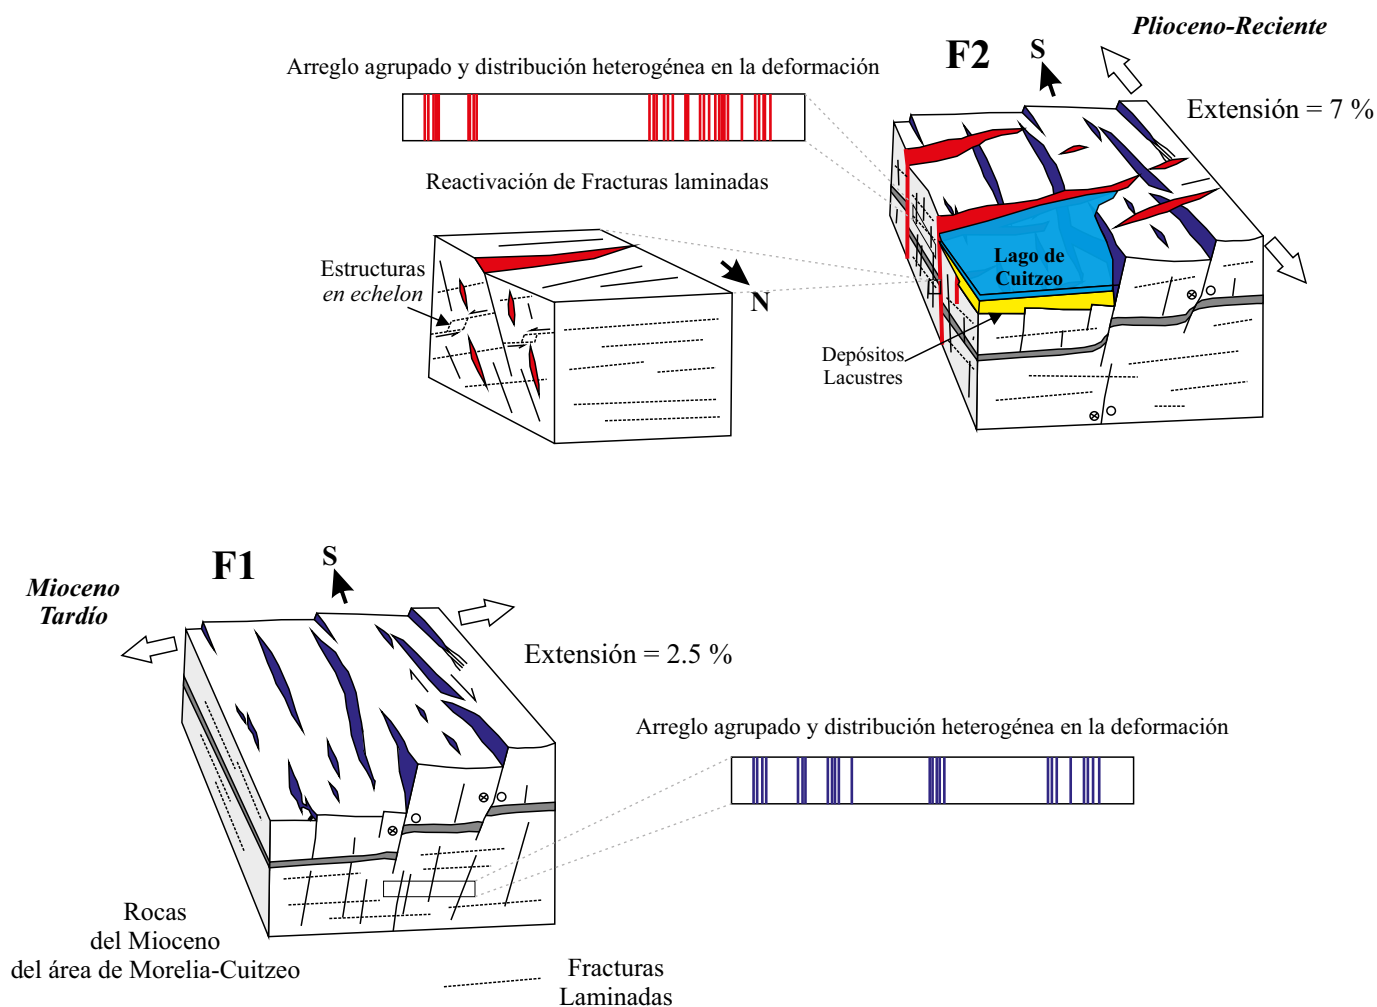 Plioceno-Reciente
F2
S
Extensión = 7 %
Arreglo agrupado y distribución heterogénea en la deformación
Reactivación de Fracturas laminadas
Estructuras
en echelon
N
Lago de
Cuitzeo
Depósitos
Lacustres
F1
S
Mioceno
Tardío
Extensión = 2.5 %
Arreglo agrupado y distribución heterogénea en la deformación
Rocas
del Mioceno
del área de Morelia-Cuitzeo
Fracturas
Laminadas